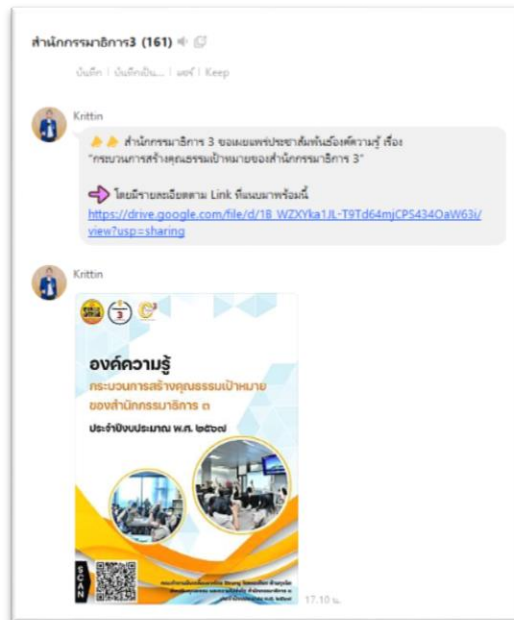 สำนักกรรมาธิการ3 (161)
บันทึก | บันทึกเป็น... | แชร์ | Keep
Krittin
สำนักกรรมาธิการ 3 ขอเผยแพร่ประชาสัมพันธ์องค์ความรู้ เรื่อง
"กระบวนการสร้างคุณธรรมเป้าหมายของสำนักกรรมาธิการ 3"
โดยมีรายละเอียดตาม Link ที่แนบมาพร้อมนี้
https://drive.google.com/file/d/1B_WZXYka1JL-T9Td64mjCPS434OaW63i/
view?usp=sharing
Krittin
3
องค์ความรู้
กระบวนการสร้างคุณธรรมเป้าหมาย
ของสำนักกรรมาธิการ ๓
ประจำปีงบประมาณ พ.ศ. ๒๕๖๗
SCAN
17.10 น.